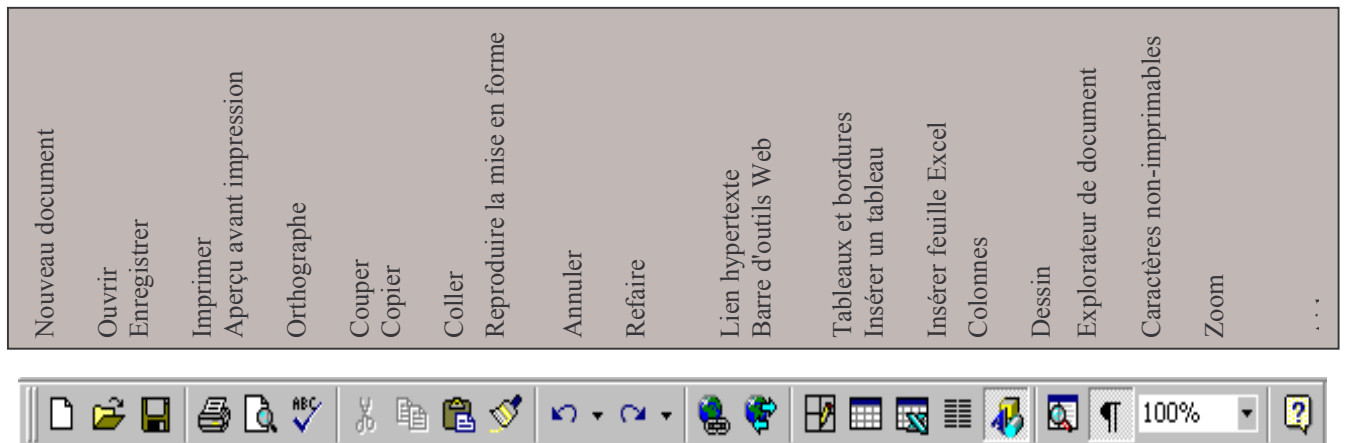 Nouveau document
Ouvrir
Enregistrer
Imprimer
Aperçu avant impression
Orthographe
Couper
Copier
Coller
Reproduire la mise en forme
Annuler
Refaire
Lien hypertexte
Barre d'outils Web
Tableaux et bordures
Insérer un tableau
Insérer feuille Excel
Colonnes
Dessin
Explorateur de document
Caractères non-imprimables
Zoom
. . .
ABC
¶
100%
?